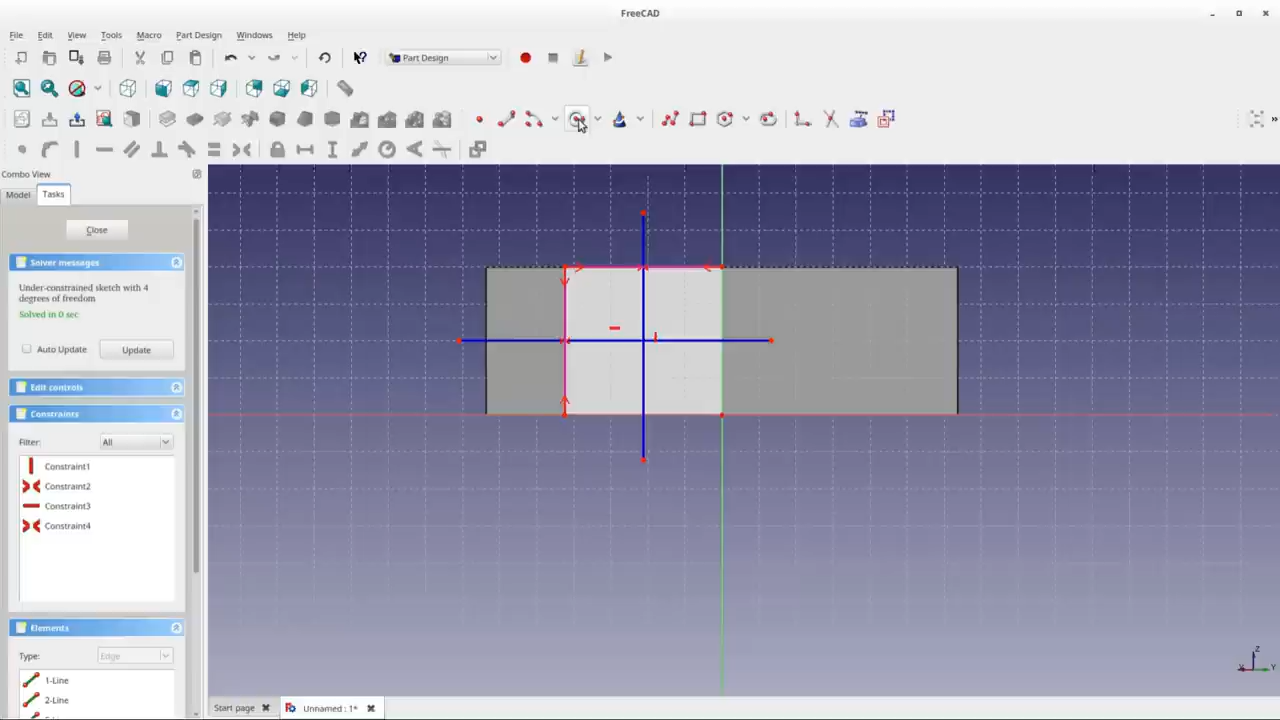 FreeCAD
File Edit View Tools Macro Part Design Windows Help
Part Design
Combo View
Model Tasks
Close
Solver messages
Under-constrained sketch with 4
degrees of freedom
Solved in 0 sec
Auto Update Update
Edit controls
Constraints
Filter: All
Constraint1
Constraint2
Constraint3
Constraint4
Elements
Type: Edge
1-Line
2-Line
Z
Y
Start page Unnamed : 1*